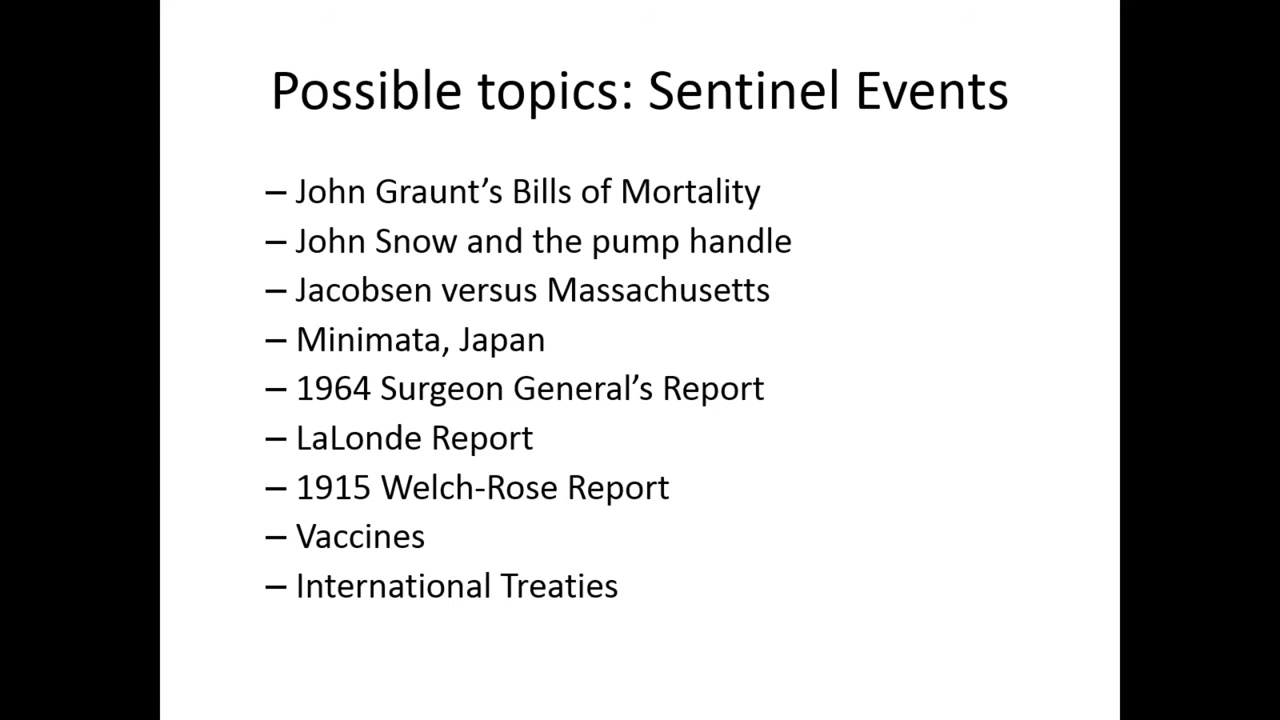 Possible topics: Sentinel Events
– John Graunt’s Bills of Mortality
– John Snow and the pump handle
– Jacobsen versus Massachusetts
– Minimata, Japan
– 1964 Surgeon General’s Report
– LaLonde Report
– 1915 Welch-Rose Report
– Vaccines
– International Treaties